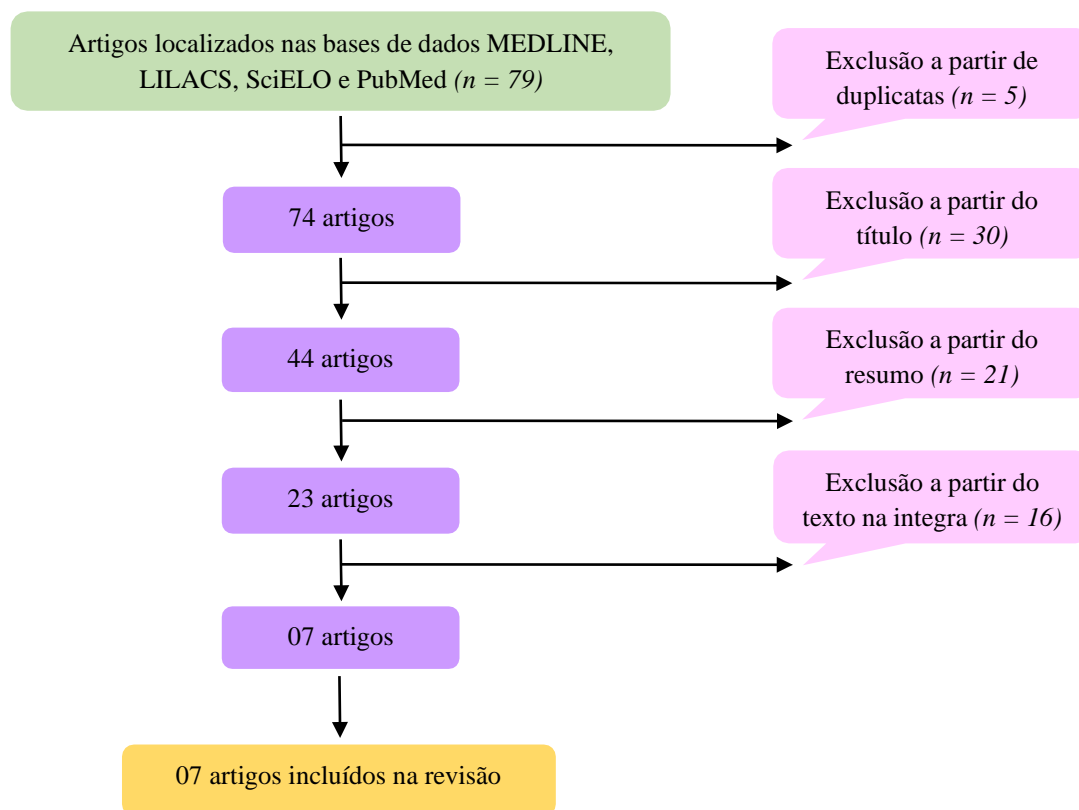 Artigos localizados nas bases de dados MEDLINE,
LILACS, SciELO e PubMed (n = 79)
Exclusão a partir de
duplicatas (n = 5)
74 artigos
Exclusão a partir do
título (n = 30)
44 artigos
Exclusão a partir do
resumo (n = 21)
23 artigos
Exclusão a partir do
texto na integra (n = 16)
07 artigos
07 artigos incluídos na revisão